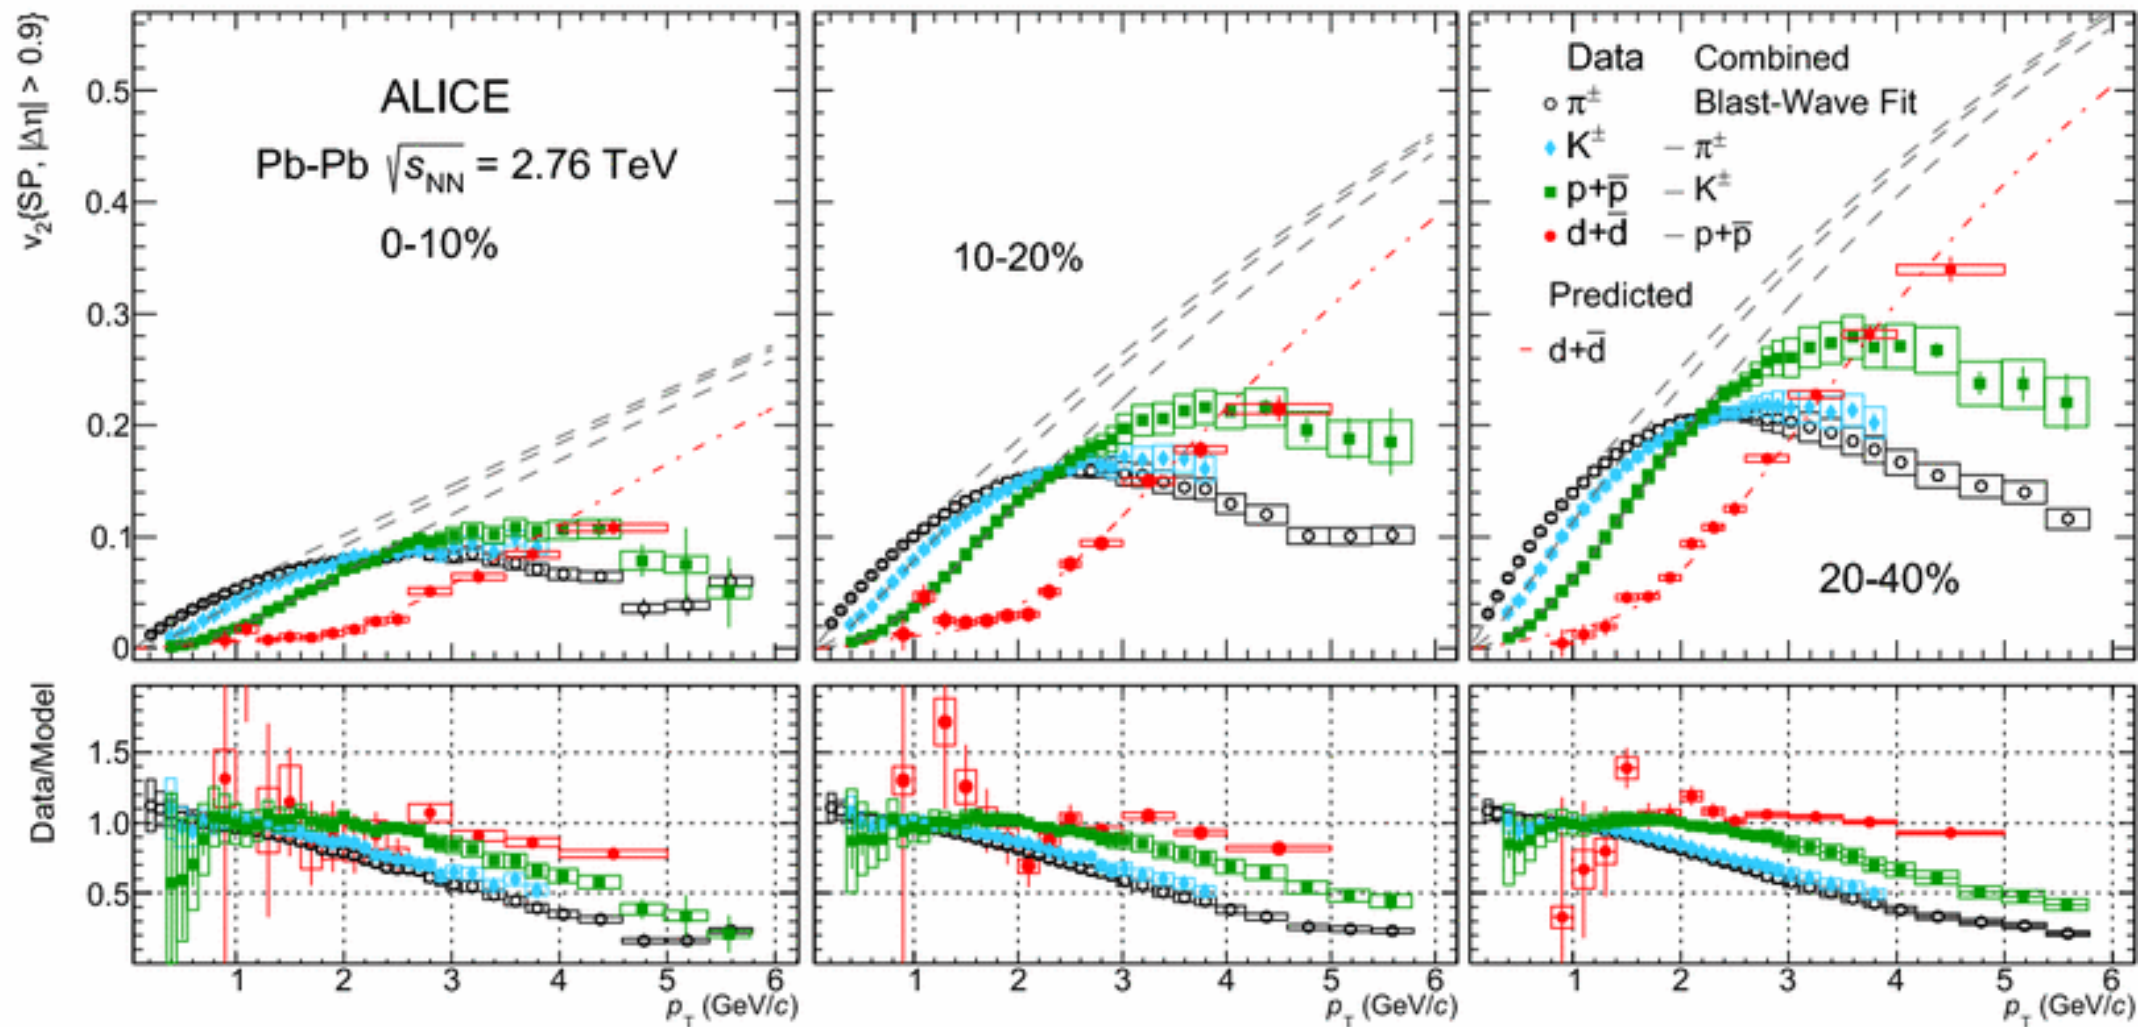 v₂{SP, |Δη| > 0.9}
0.5
0.4
0.3
0.2
0.1
0
ALICE
Pb-Pb √sNN = 2.76 TeV
0-10%
10-20%
20-40%
Data
Combined
Blast-Wave Fit
π±
K±
p+p̅
d+d̅
π±
K±
p+p̅
Predicted
d+d̅
Data/Model
1.5
1.0
0.5
1 2 3 4 5 6
pT (GeV/c)
1 2 3 4 5 6
pT (GeV/c)
1 2 3 4 5 6
pT (GeV/c)